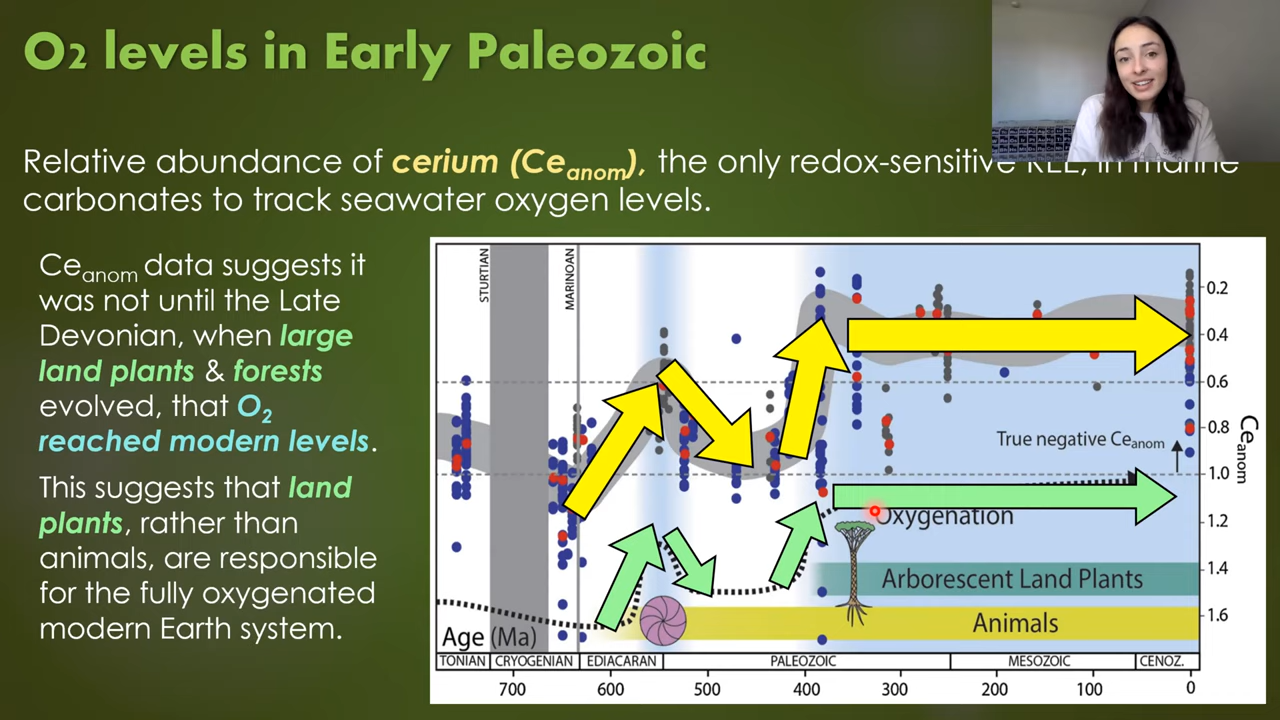 O2 levels in Early Paleozoic
Relative abundance of cerium (Ceanom), the only redox-sensitive REE, in marine
carbonates to track seawater oxygen levels.
Ceanom data suggests it
was not until the Late
Devonian, when large
land plants & forests
evolved, that O2
reached modern levels.
This suggests that land
plants, rather than
animals, are responsible
for the fully oxygenated
modern Earth system.
STURTIAN
MARINOAN
0.2
0.4
0.6
0.8
1.0
1.2
1.4
1.6
Ceanom
True negative Ceanom
Oxygenation
Arborescent Land Plants
Animals
Age (Ma)
TONIAN CRYOGENIAN EDIACARAN PALEOZOIC MESOZOIC CENOZ.
700 600 500 400 300 200 100 0